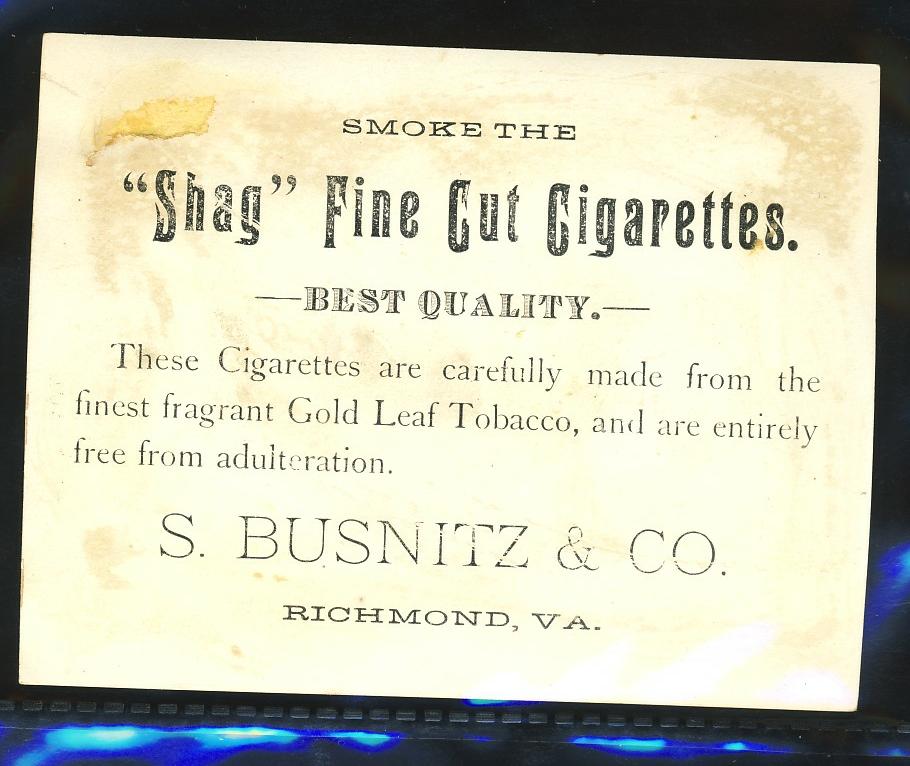 SMOKE THE
"Shag" Fine Cut Cigarettes.
—BEST QUALITY.—
These Cigarettes are carefully made from the
finest fragrant Gold Leaf Tobacco, and are entirely
free from adulteration.
S. BUSNITZ & CO.
RICHMOND, VA.